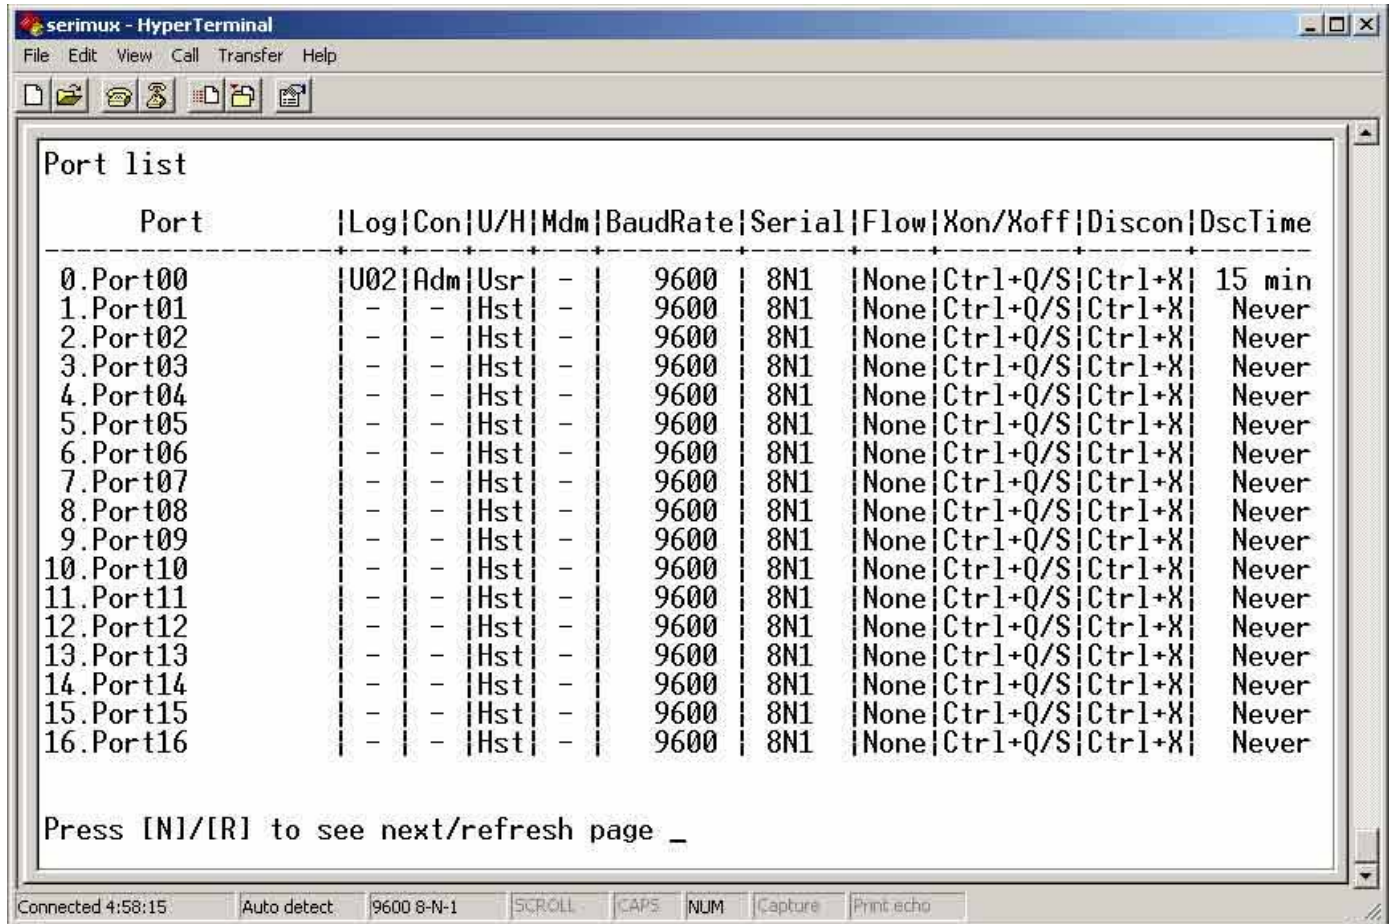 serimux - HyperTerminal
File Edit View Call Transfer Help
Port list
Port |Log|Con|U/H|Mdm|BaudRate|Serial|Flow|Xon/Xoff|Discon|DscTime
0.Port00 |U02|Adm|Usr| - | 9600 | 8N1 |None|Ctrl+Q/S|Ctrl+X| 15 min
1.Port01 | - | - |Hst| - | 9600 | 8N1 |None|Ctrl+Q/S|Ctrl+X| Never
2.Port02 | - | - |Hst| - | 9600 | 8N1 |None|Ctrl+Q/S|Ctrl+X| Never
3.Port03 | - | - |Hst| - | 9600 | 8N1 |None|Ctrl+Q/S|Ctrl+X| Never
4.Port04 | - | - |Hst| - | 9600 | 8N1 |None|Ctrl+Q/S|Ctrl+X| Never
5.Port05 | - | - |Hst| - | 9600 | 8N1 |None|Ctrl+Q/S|Ctrl+X| Never
6.Port06 | - | - |Hst| - | 9600 | 8N1 |None|Ctrl+Q/S|Ctrl+X| Never
7.Port07 | - | - |Hst| - | 9600 | 8N1 |None|Ctrl+Q/S|Ctrl+X| Never
8.Port08 | - | - |Hst| - | 9600 | 8N1 |None|Ctrl+Q/S|Ctrl+X| Never
9.Port09 | - | - |Hst| - | 9600 | 8N1 |None|Ctrl+Q/S|Ctrl+X| Never
10.Port10 | - | - |Hst| - | 9600 | 8N1 |None|Ctrl+Q/S|Ctrl+X| Never
11.Port11 | - | - |Hst| - | 9600 | 8N1 |None|Ctrl+Q/S|Ctrl+X| Never
12.Port12 | - | - |Hst| - | 9600 | 8N1 |None|Ctrl+Q/S|Ctrl+X| Never
13.Port13 | - | - |Hst| - | 9600 | 8N1 |None|Ctrl+Q/S|Ctrl+X| Never
14.Port14 | - | - |Hst| - | 9600 | 8N1 |None|Ctrl+Q/S|Ctrl+X| Never
15.Port15 | - | - |Hst| - | 9600 | 8N1 |None|Ctrl+Q/S|Ctrl+X| Never
16.Port16 | - | - |Hst| - | 9600 | 8N1 |None|Ctrl+Q/S|Ctrl+X| Never
Press [N]/[R] to see next/refresh page _
Connected 4:58:15 Auto detect 9600 8-N-1 SCROLL CAPS NUM Capture Print echo